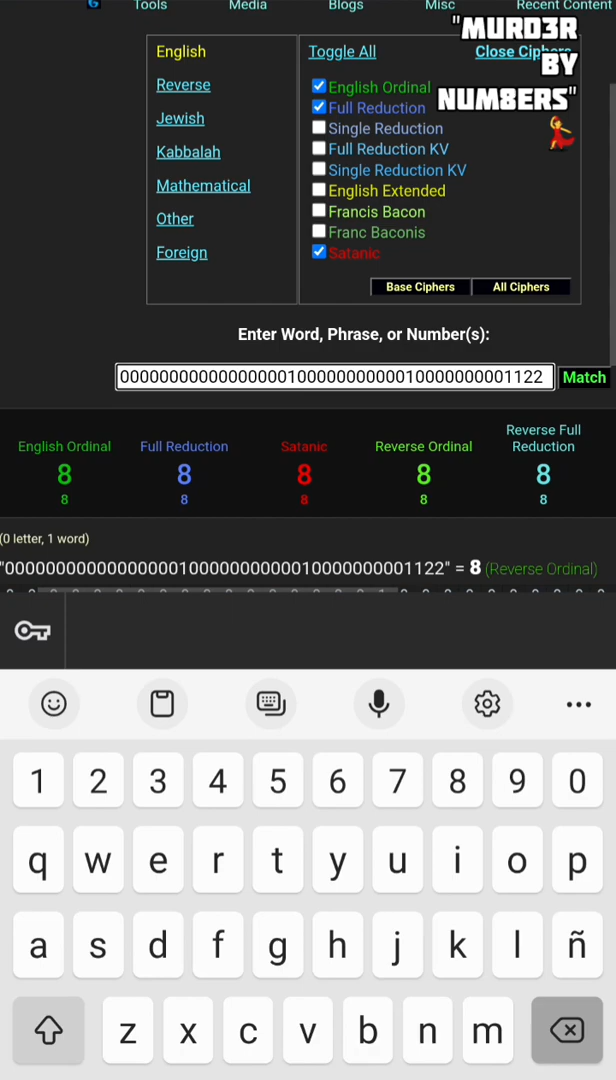 Tools Media Blogs Misc Recent Content
"MURD3R
BY
NUM8ERS"
English
Reverse
Jewish
Kabbalah
Mathematical
Other
Foreign
Toggle All Close Ciphers
English Ordinal
Full Reduction
Single Reduction
Full Reduction KV
Single Reduction KV
English Extended
Francis Bacon
Franc Baconis
Satanic
Base Ciphers All Ciphers
Enter Word, Phrase, or Number(s):
00000000000000000100000000000100000000001122 Match
English Ordinal Full Reduction Satanic Reverse Ordinal Reverse Full Reduction
8 8 8 8 8
8 8 8 8 8
(0 letter, 1 word)
"00000000000000000100000000000100000000001122" = 8 (Reverse Ordinal)
1 2 3 4 5 6 7 8 9 0
q w e r t y u i o p
a s d f g h j k l ñ
z x c v b n m